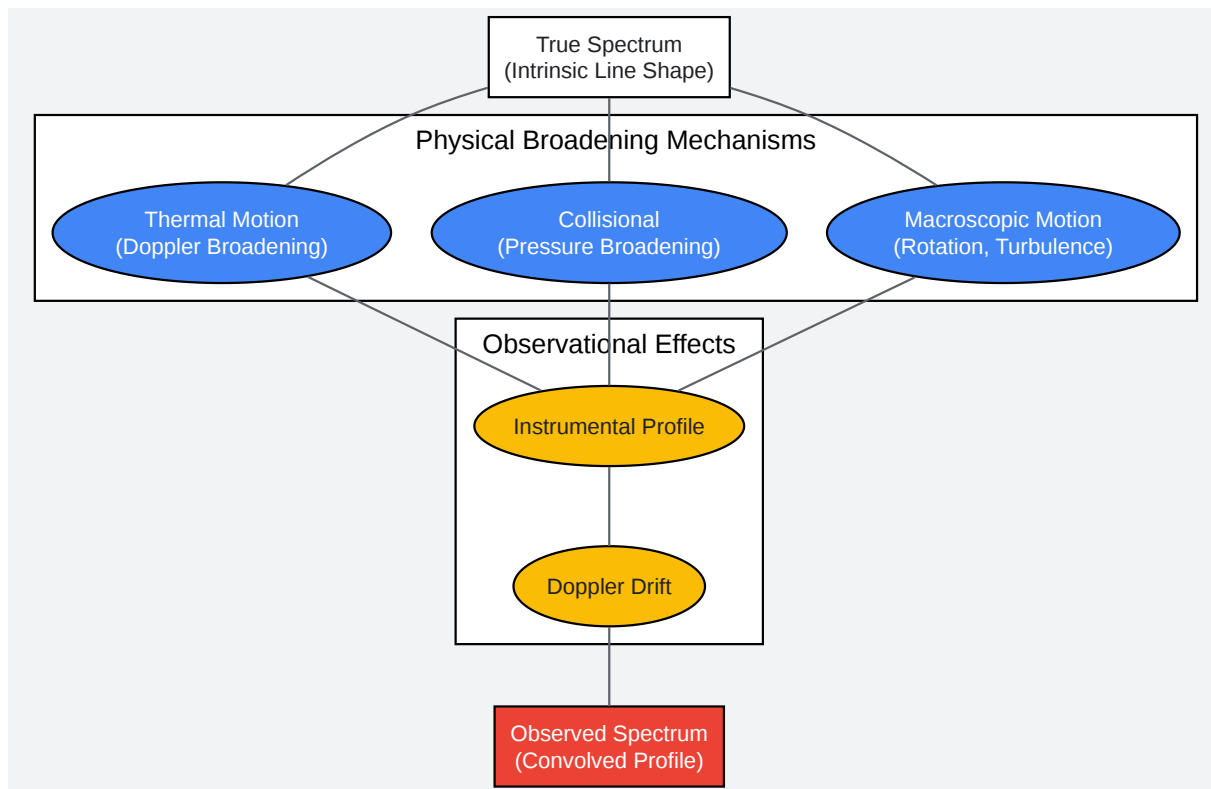 True Spectrum
(Intrinsic Line Shape)
Physical Broadening Mechanisms
Thermal Motion
(Doppler Broadening)
Collisional
(Pressure Broadening)
Macroscopic Motion
(Rotation, Turbulence)
Observational Effects
Instrumental Profile
Doppler Drift
Observed Spectrum
(Convolved Profile)